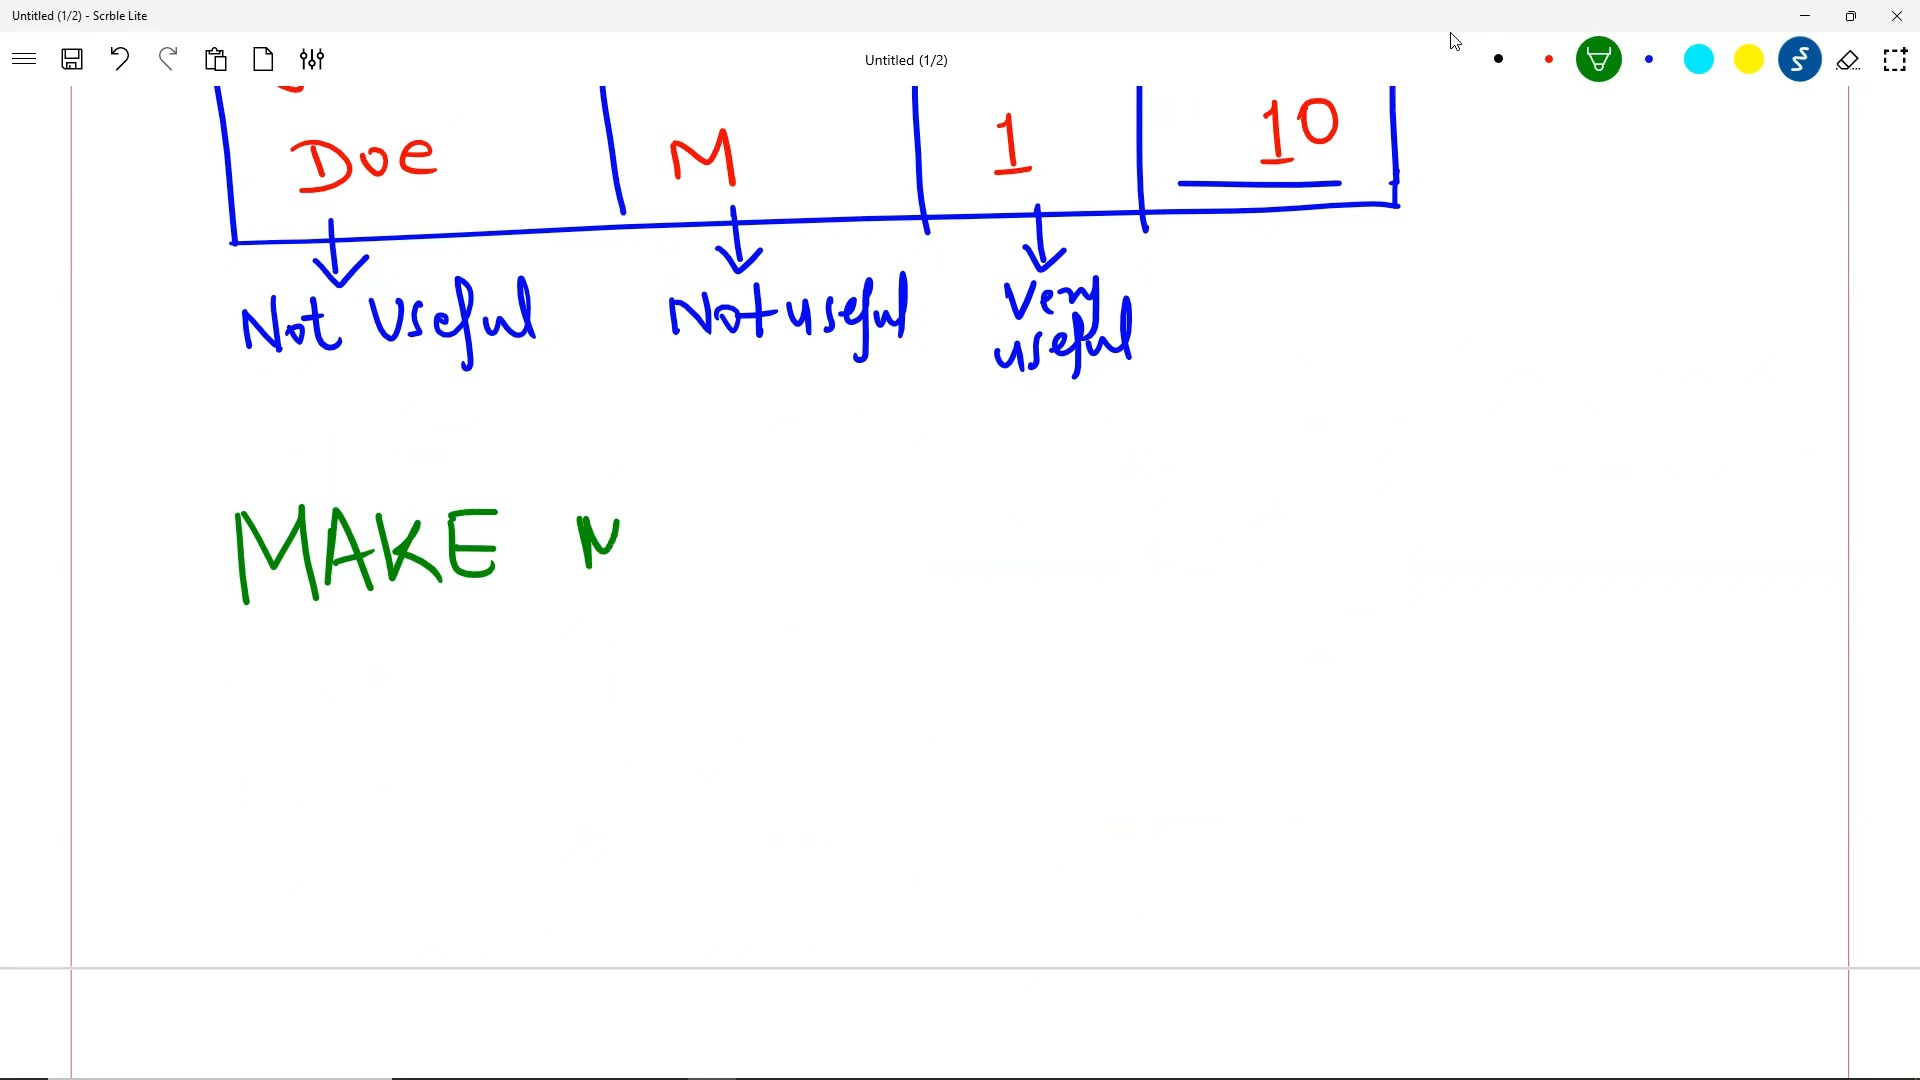 Untitled (1/2) - Scrble Lite
Untitled (1/2)
Doe M 1 10
Not Useful Not useful Very useful
MAKE